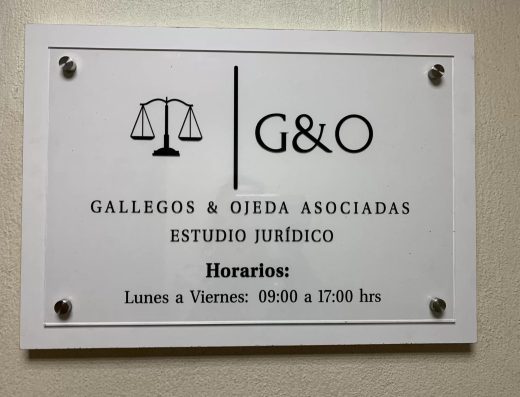 G&O
GALLEGOS & OJEDA ASOCIADAS
ESTUDIO JURÍDICO
Horarios:
Lunes a Viernes: 09:00 a 17:00 hrs